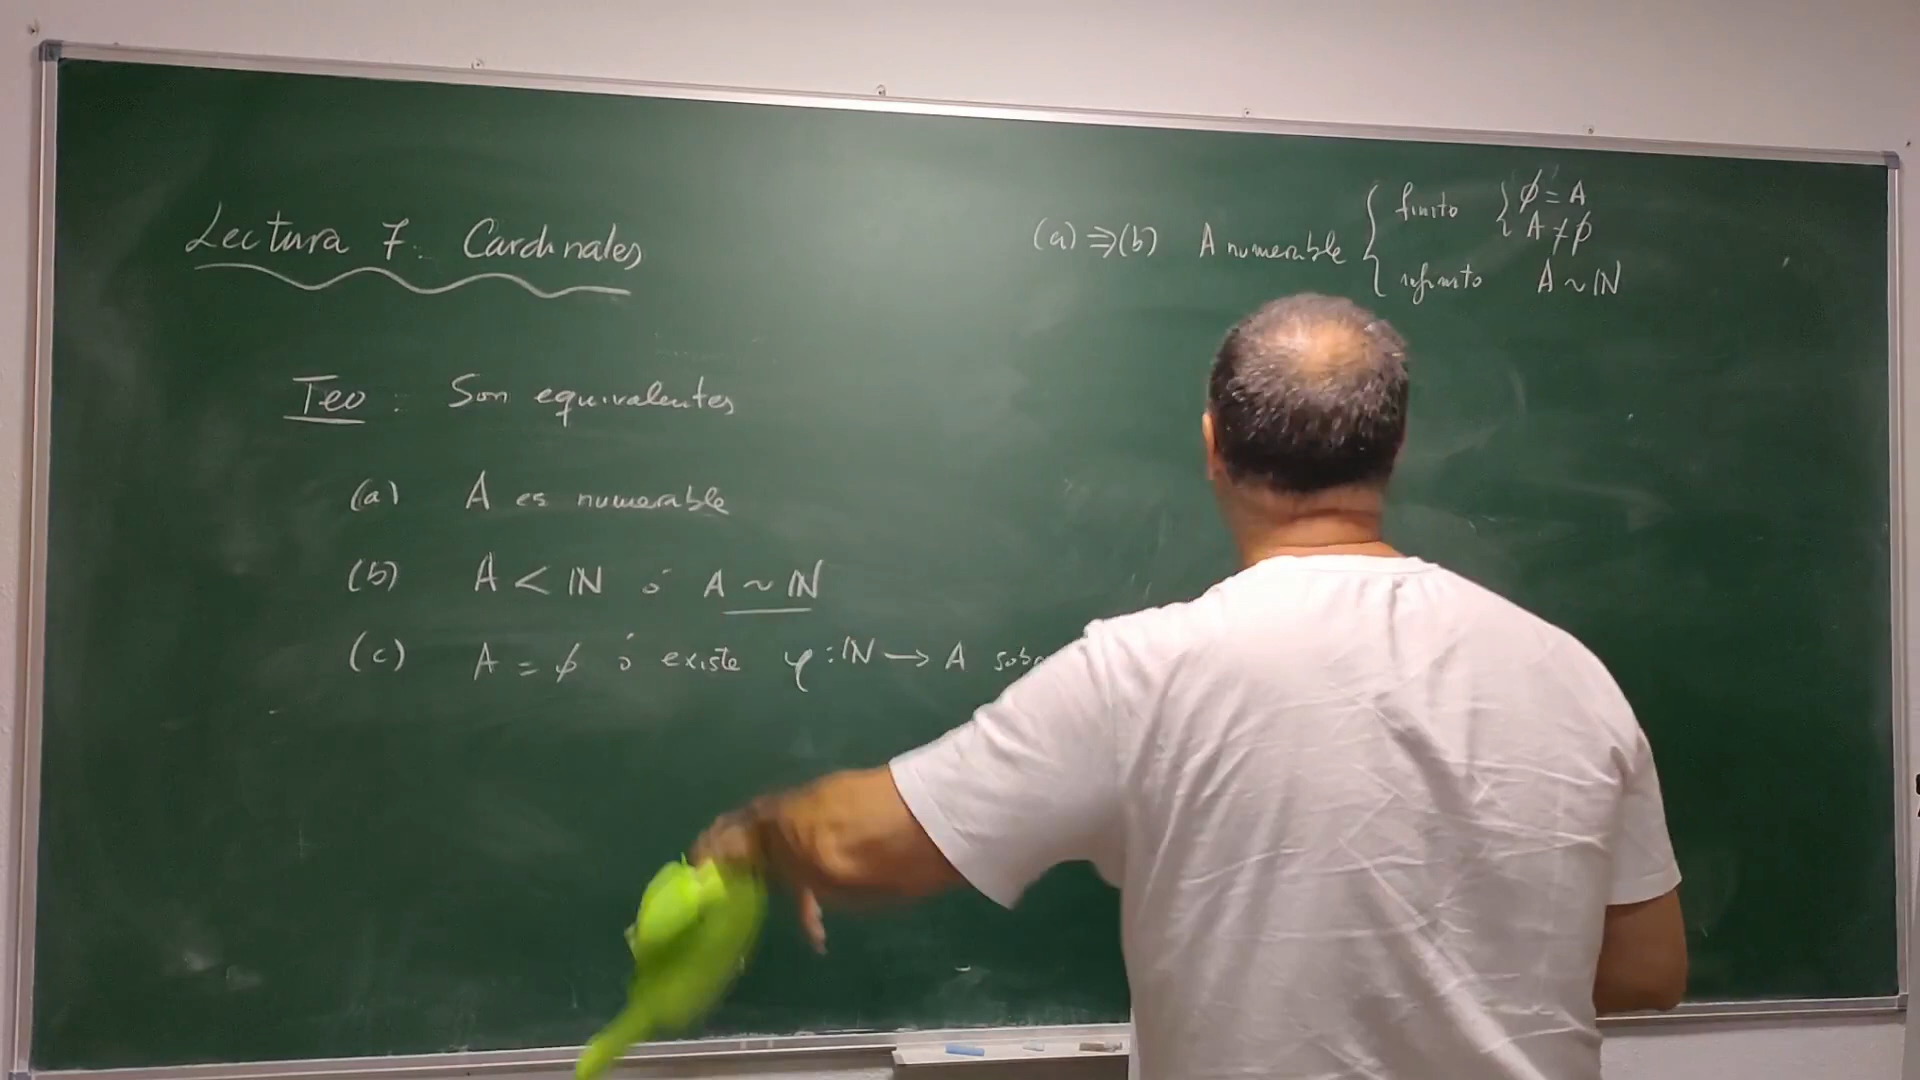 Lectura 7: Cardinales
Teo: Son equivalentes
(a) A es numerable
(b) A < ℕ ó A ~ ℕ
(c) A = ∅ ó existe φ: ℕ → A
(a) ⇒ (b) A numerable { finito { ∅ = A
A ≠ ∅
infinito A ~ ℕ